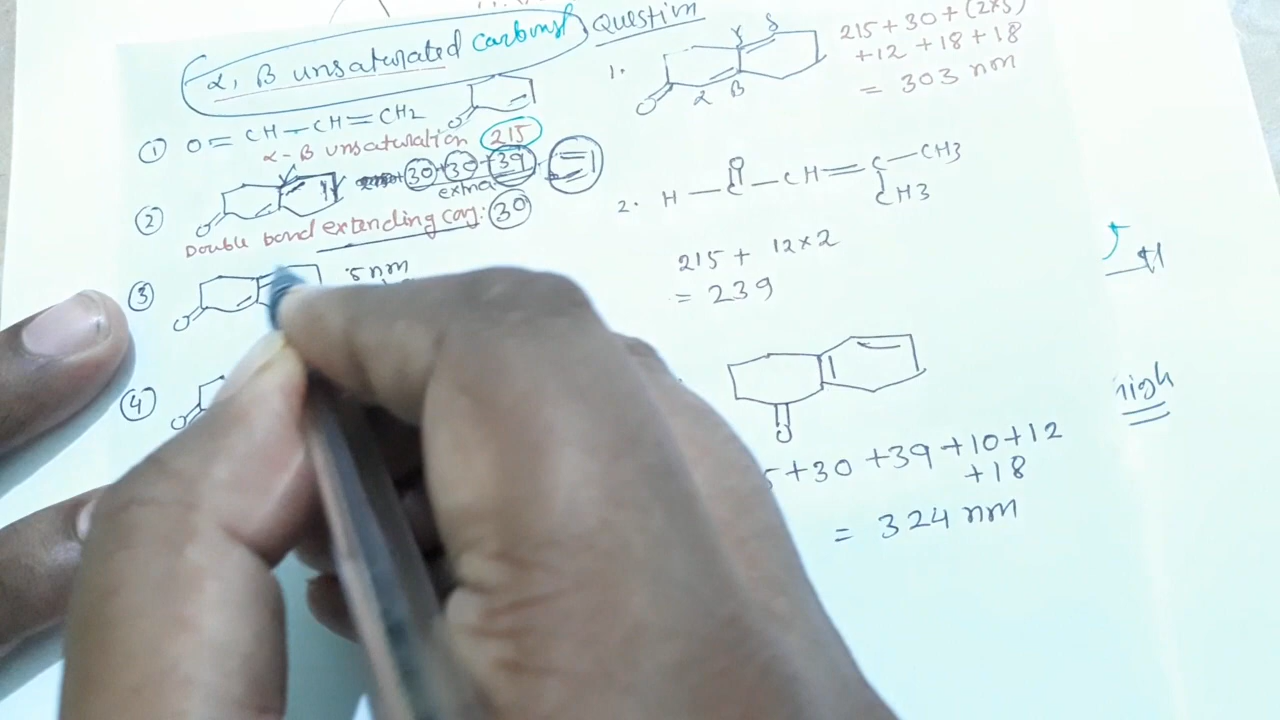 α, β unsaturated carbonyl Question
① O= CH-CH=CH2
O
α-β unsaturation 215
② O
+30+30+39
extra
Double bond extending conj: 30
③ O
5nm
④ O
1.
γ δ
O α β
215+30+(2×5)
+12 +18+18
= 303 nm
2. H - C - CH=C-CH3
O
CH3
215 + 12×2
= 239
O
5+30 +39 +10+12
+18
= 324 nm
high